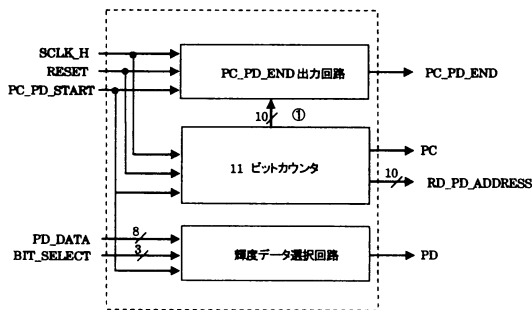 SCLK_H
RESET
PC_PD_START
PC_PD_END 出力回路
PC_PD_END
10
①
11 ビットカウンタ
PC
10
RD_PD_ADDRESS
PD_DATA
8
BIT_SELECT
3
輝度データ選択回路
PD